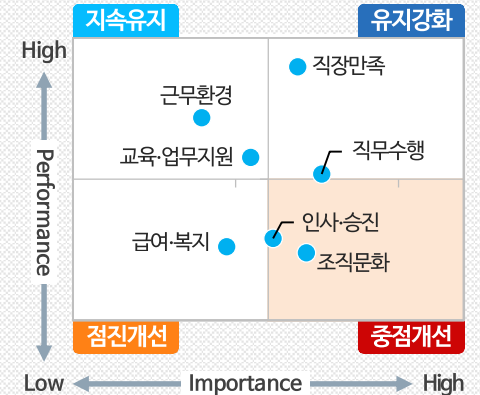 지속유지
유지강화
High
직장만족
근무환경
교육·업무지원
직무수행
Performance
인사·승진
급여·복지
조직문화
점진개선
중점개선
Low
Importance
High